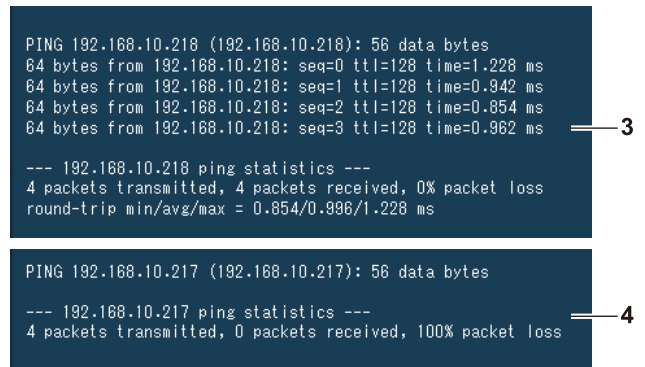 PING 192.168.10.218 (192.168.10.218): 56 data bytes
64 bytes from 192.168.10.218: seq=0 ttl=128 time=1.228 ms
64 bytes from 192.168.10.218: seq=1 ttl=128 time=0.942 ms
64 bytes from 192.168.10.218: seq=2 ttl=128 time=0.854 ms
64 bytes from 192.168.10.218: seq=3 ttl=128 time=0.962 ms
3
--- 192.168.10.218 ping statistics ---
4 packets transmitted, 4 packets received, 0% packet loss
round-trip min/avg/max = 0.854/0.996/1.228 ms
PING 192.168.10.217 (192.168.10.217): 56 data bytes
--- 192.168.10.217 ping statistics ---
4
4 packets transmitted, 0 packets received, 100% packet loss